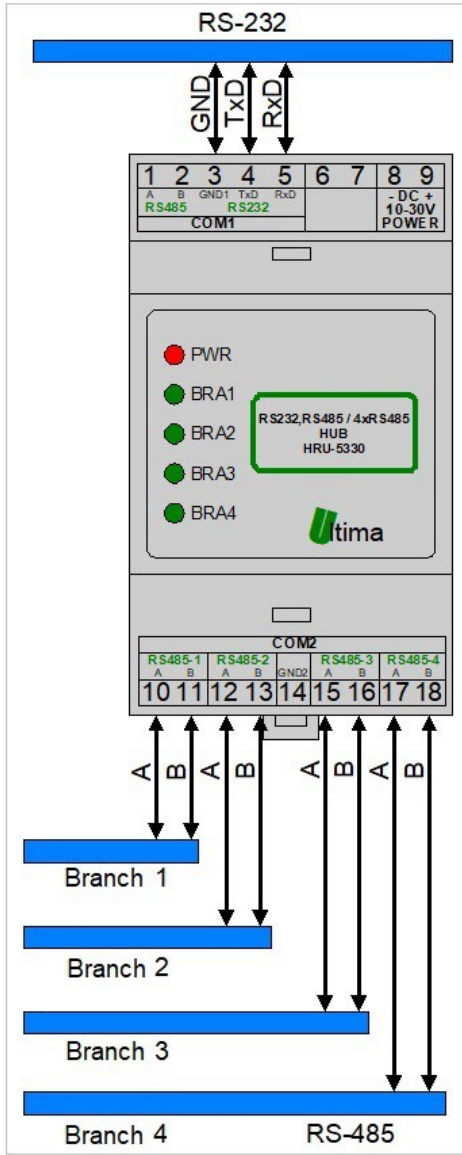 RS-232
GND TxD RxD
1 2 3 4 5 6 7 8 9
A B GND1 TxD RxD - DC +
RS485 RS232 10-30V
COM1 POWER
PWR
BRA1
BRA2
BRA3
BRA4
RS232,RS485 / 4xRS485
HUB
HRU-5330
Ultima
COM2
RS485-1 RS485-2 RS485-3 RS485-4
A B A B GND2 A B A B
10 11 12 13 14 15 16 17 18
A B A B A B A B
Branch 1
Branch 2
Branch 3
Branch 4 RS-485